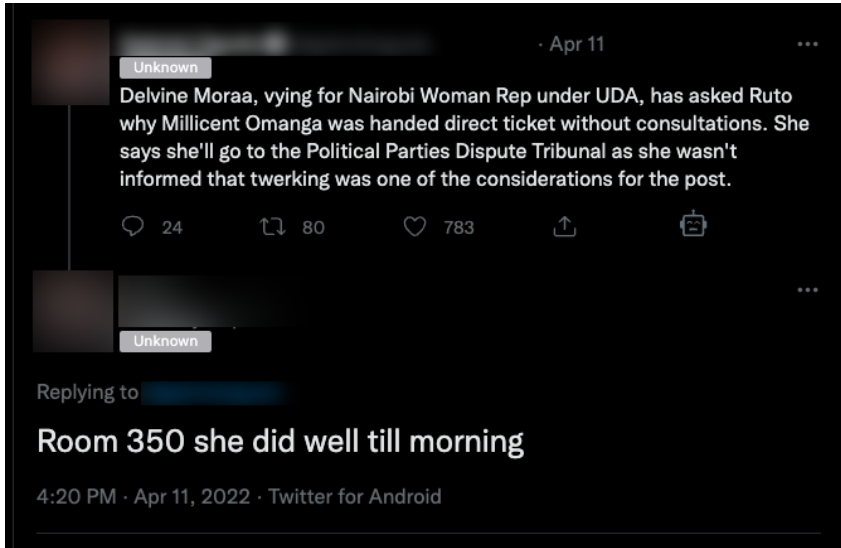 · Apr 11
Unknown
Delvine Moraa, vying for Nairobi Woman Rep under UDA, has asked Ruto
why Millicent Omanga was handed direct ticket without consultations. She
says she'll go to the Political Parties Dispute Tribunal as she wasn't
informed that twerking was one of the considerations for the post.
24 80 783
Unknown
Replying to
Room 350 she did well till morning
4:20 PM · Apr 11, 2022 · Twitter for Android